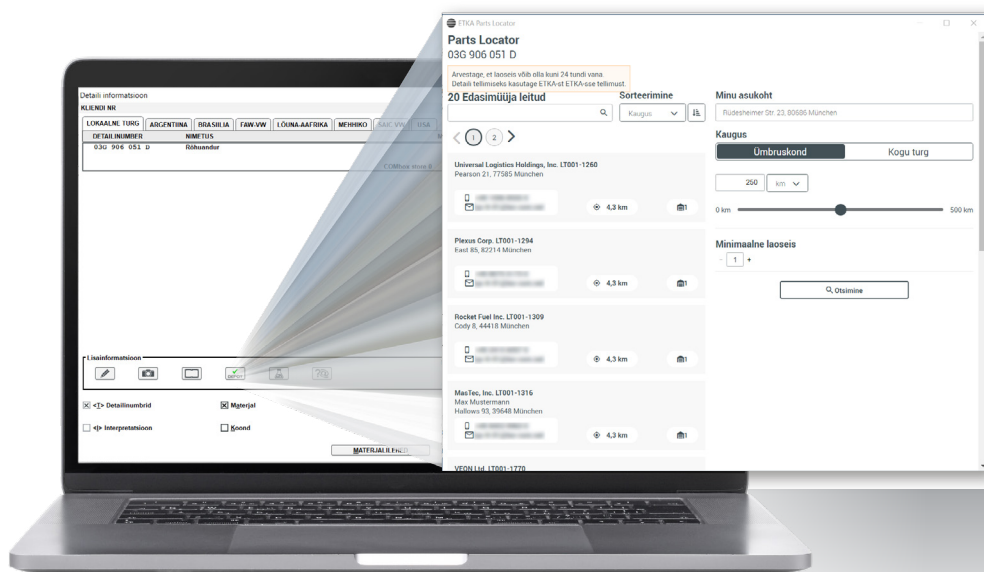 Detaili informatsioon
KLIENDI NR
LOKAALNE TURG ARGENTIINA BRASIILIA FAW-VW LÕUNA-AAFRIKA MEHHIKO SAIC VW USA
DETAILINUMBER NIMETUS
03G 906 051 D Rõhuandur
Lisainformatsioon
DEPOT
<T> Detailinumbrid
Materjal
<I> Interpretatsioon
Koond
ETKA Parts Locator
Parts Locator
03G 906 051 D
Arvestage, et laoseis võib olla kuni 24 tundi vana.
Detaili tellimiseks kasutage ETKA-st ETKA-sse tellimust.
20 Edasimüüja leitud
Sorteerimine
Kaugus
1 2
Universal Logistics Holdings, Inc. LT001-1260
Pearson 21, 77585 München
4,3 km
1
Plexus Corp. LT001-1294
East 85, 82214 München
4,3 km
1
Rocket Fuel Inc. LT001-1309
Cody 8, 44418 München
4,3 km
1
MasTec, Inc. LT001-1316
Max Mustermann
Hallows 93, 39648 München
4,3 km
1
VEON Ltd. LT001-1770
Minu asukoht
Rüdesheimer Str. 23, 80686 München
Kaugus
Ümbruskond Kogu turg
250 km
0 km 500 km
Minimaalne laoseis
- 1 +
Otsimine